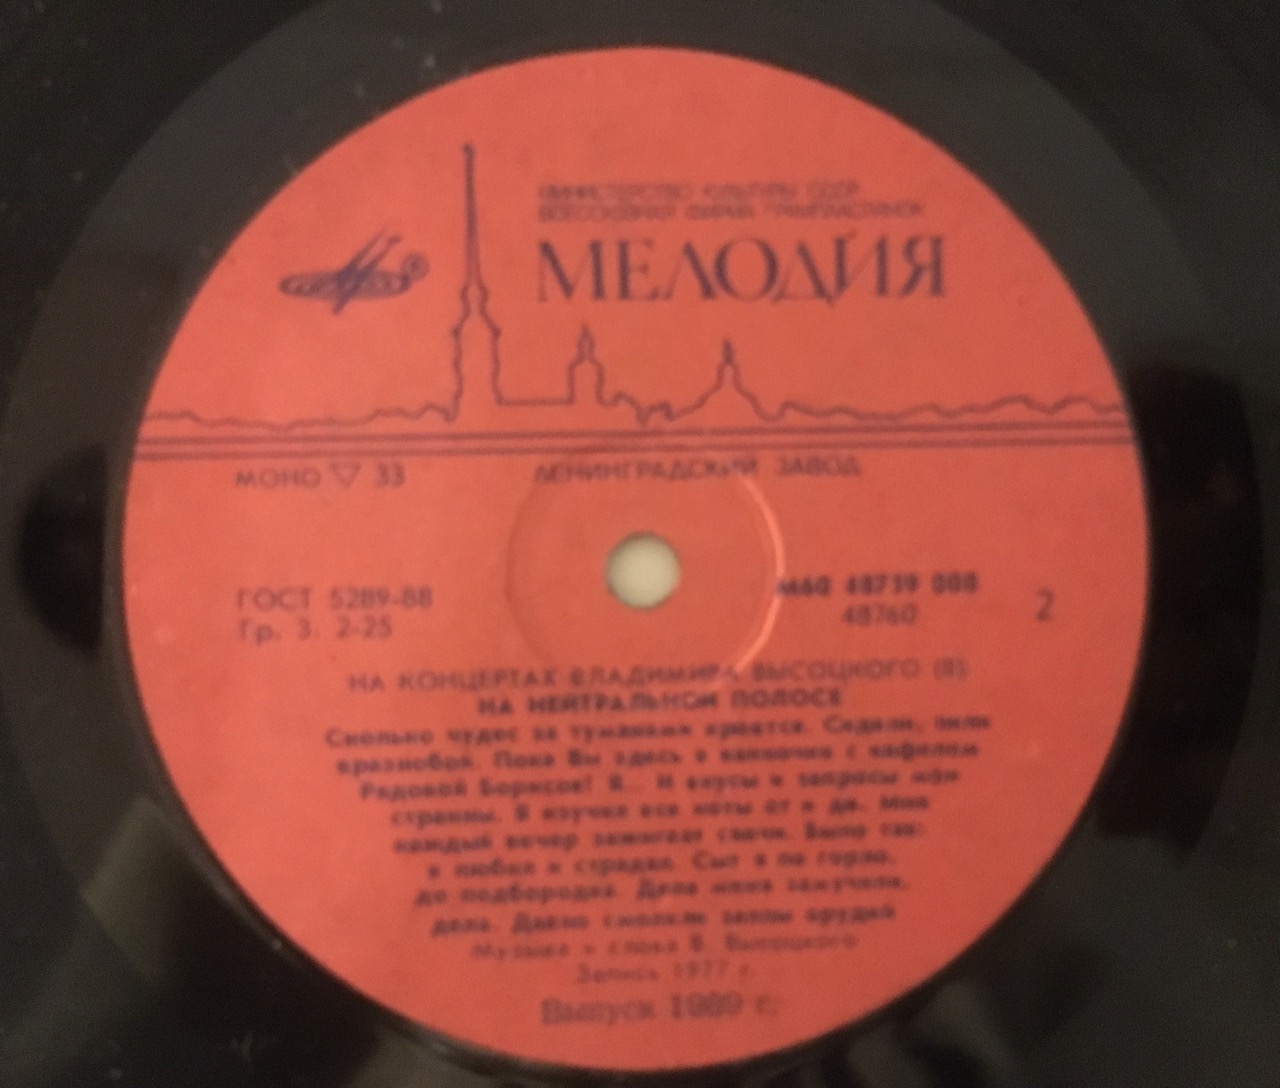 МИНИСТЕРСТВО КУЛЬТУРЫ СССР
ВСЕСОЮЗНАЯ ФИРМА ГРАМПЛАСТИНОК
МЕЛОДИЯ
МОНО ▽ 33 ЛЕНИНГРАДСКИЙ ЗАВОД
ГОСТ 5289-88
Гр. 3. 2-25
М60 48759 008
48760
2
НА КОНЦЕРТАХ ВЛАДИМИРА ВЫСОЦКОГО (8)
НА НЕЙТРАЛЬНОЙ ПОЛОСЕ
Сколько чудес за туманами кроется. Сидели, пили
вразнобой. Пока Вы здесь в ванночке с кафелем
Рядовой Борисов! Я... И вкусы и запросы мои
странны. Я изучил все ноты от и до. Мне
каждый вечер зажигают свечи. Было так:
я любил и страдал. Сыт я по горло,
до подбородка. Дела меня замучили,
дела. Давно смолкли залпы орудий
Музыка и слова В. Высоцкого
Запись 1977 г.
Выпуск 1989 г.